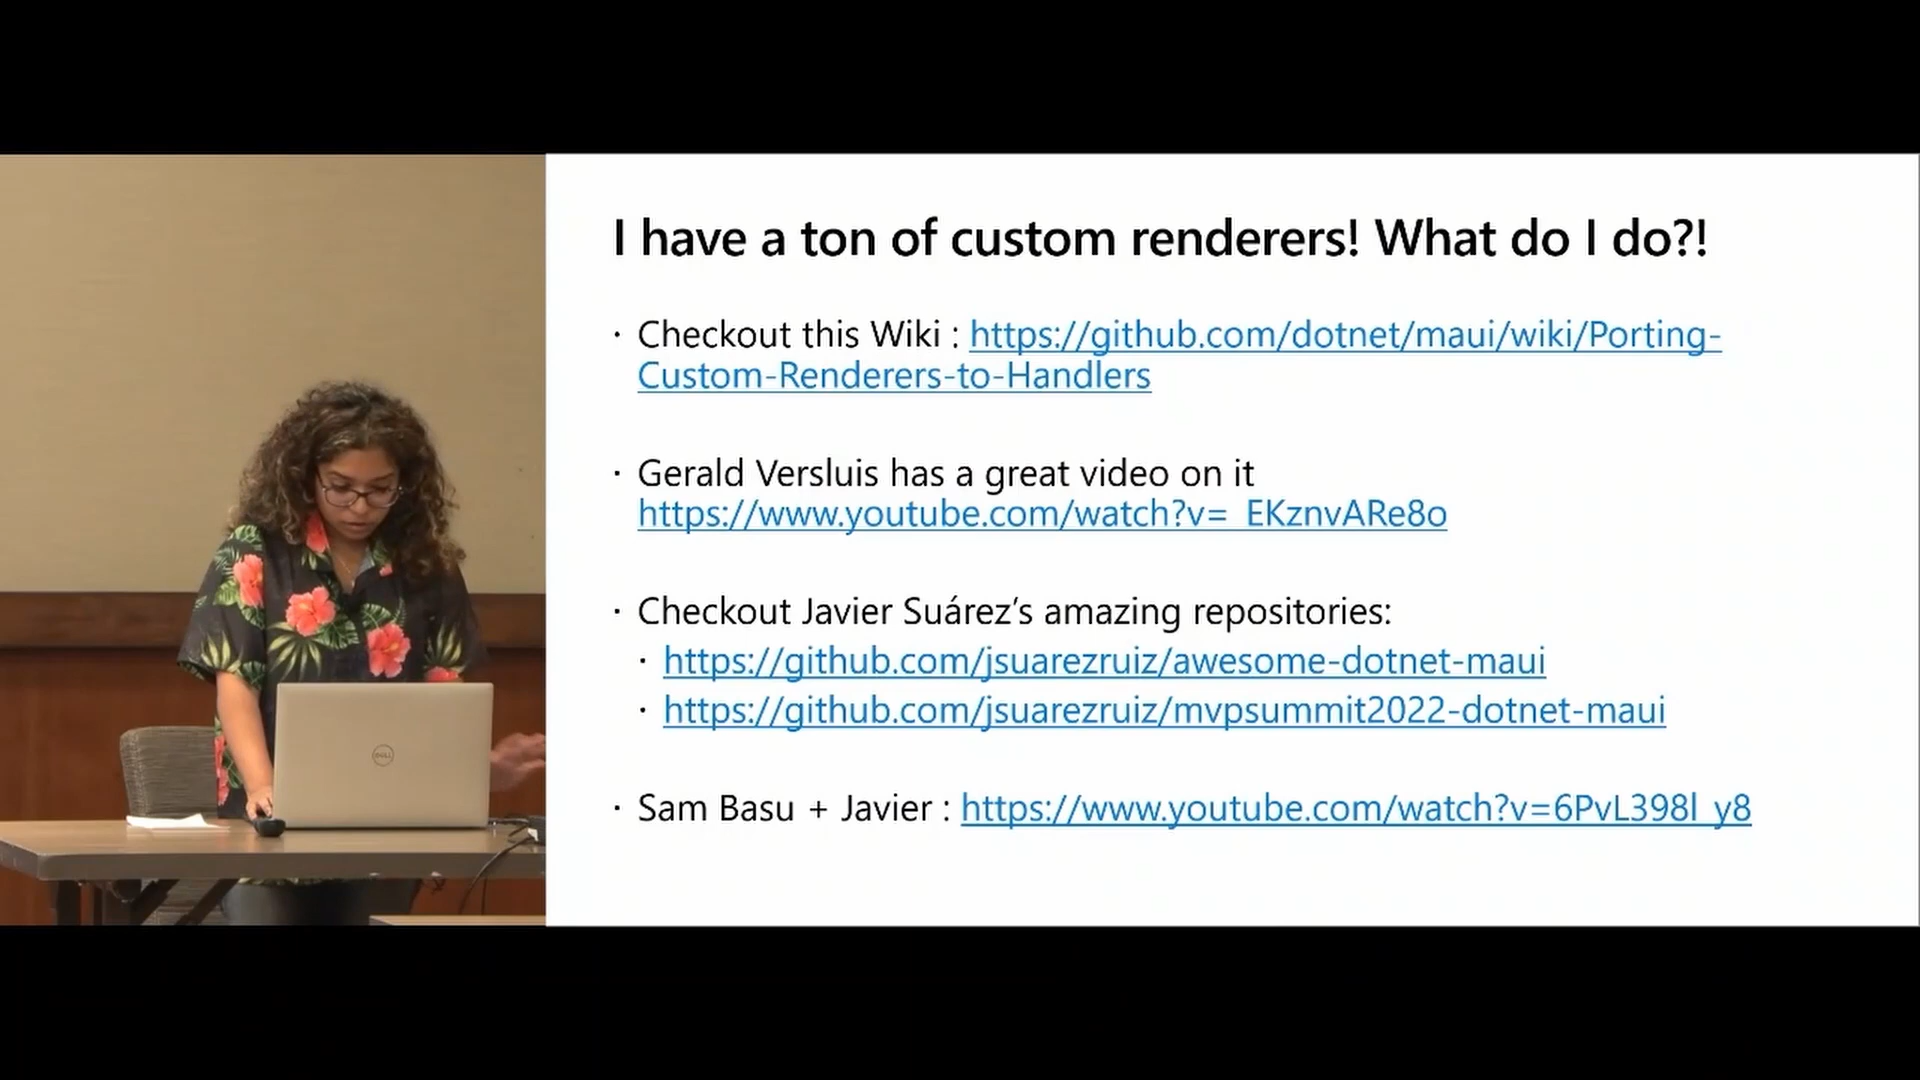 I have a ton of custom renderers! What do I do?!
· Checkout this Wiki : https://github.com/dotnet/maui/wiki/Porting-
Custom-Renderers-to-Handlers
· Gerald Versluis has a great video on it
https://www.youtube.com/watch?v=_EKznvARe8o
· Checkout Javier Suárez’s amazing repositories:
· https://github.com/jsuarezruiz/awesome-dotnet-maui
· https://github.com/jsuarezruiz/mvpsummit2022-dotnet-maui
· Sam Basu + Javier : https://www.youtube.com/watch?v=6PvL398l_y8
DELL